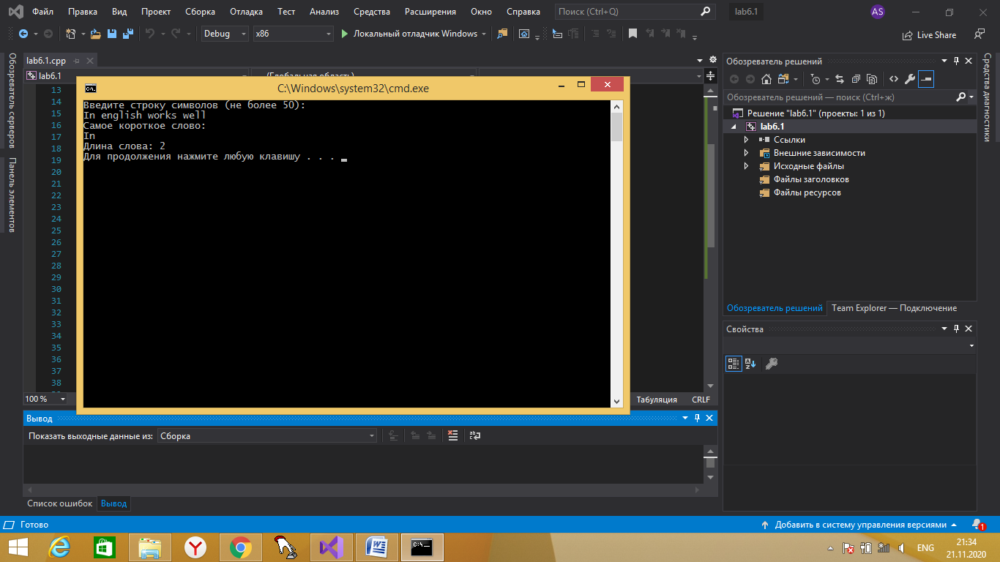 Файл Правка Вид Проект Сборка Отладка Тест Анализ Средства Расширения Окно Справка Поиск (Ctrl+Q) lab6.1 AS
Debug x86 Локальный отладчик Windows Live Share
Обозреватель серверов
Панель элементов
lab6.1.cpp
lab6.1 (Глобальная область)
13
14
15
16
17
18
19
20
21
22
23
24
25
26
27
28
29
30
31
32
33
34
35
36
37
38
C:\Windows\system32\cmd.exe
Введите строку символов (не более 50):
In english works well
Самое короткое слово:
In
Длина слова: 2
Для продолжения нажмите любую клавишу . . .
100 % Табуляция CRLF
Вывод
Показать выходные данные из: Сборка
Список ошибок Вывод
Обозреватель решений
Обозреватель решений — поиск (Ctrl+ж)
Решение "lab6.1" (проекты: 1 из 1)
lab6.1
Ссылки
Внешние зависимости
Исходные файлы
Файлы заголовков
Файлы ресурсов
Обозреватель решений Team Explorer — Подключение
Свойства
Средства диагностики
Готово Добавить в систему управления версиями 1
ENG 21:34
21.11.2020